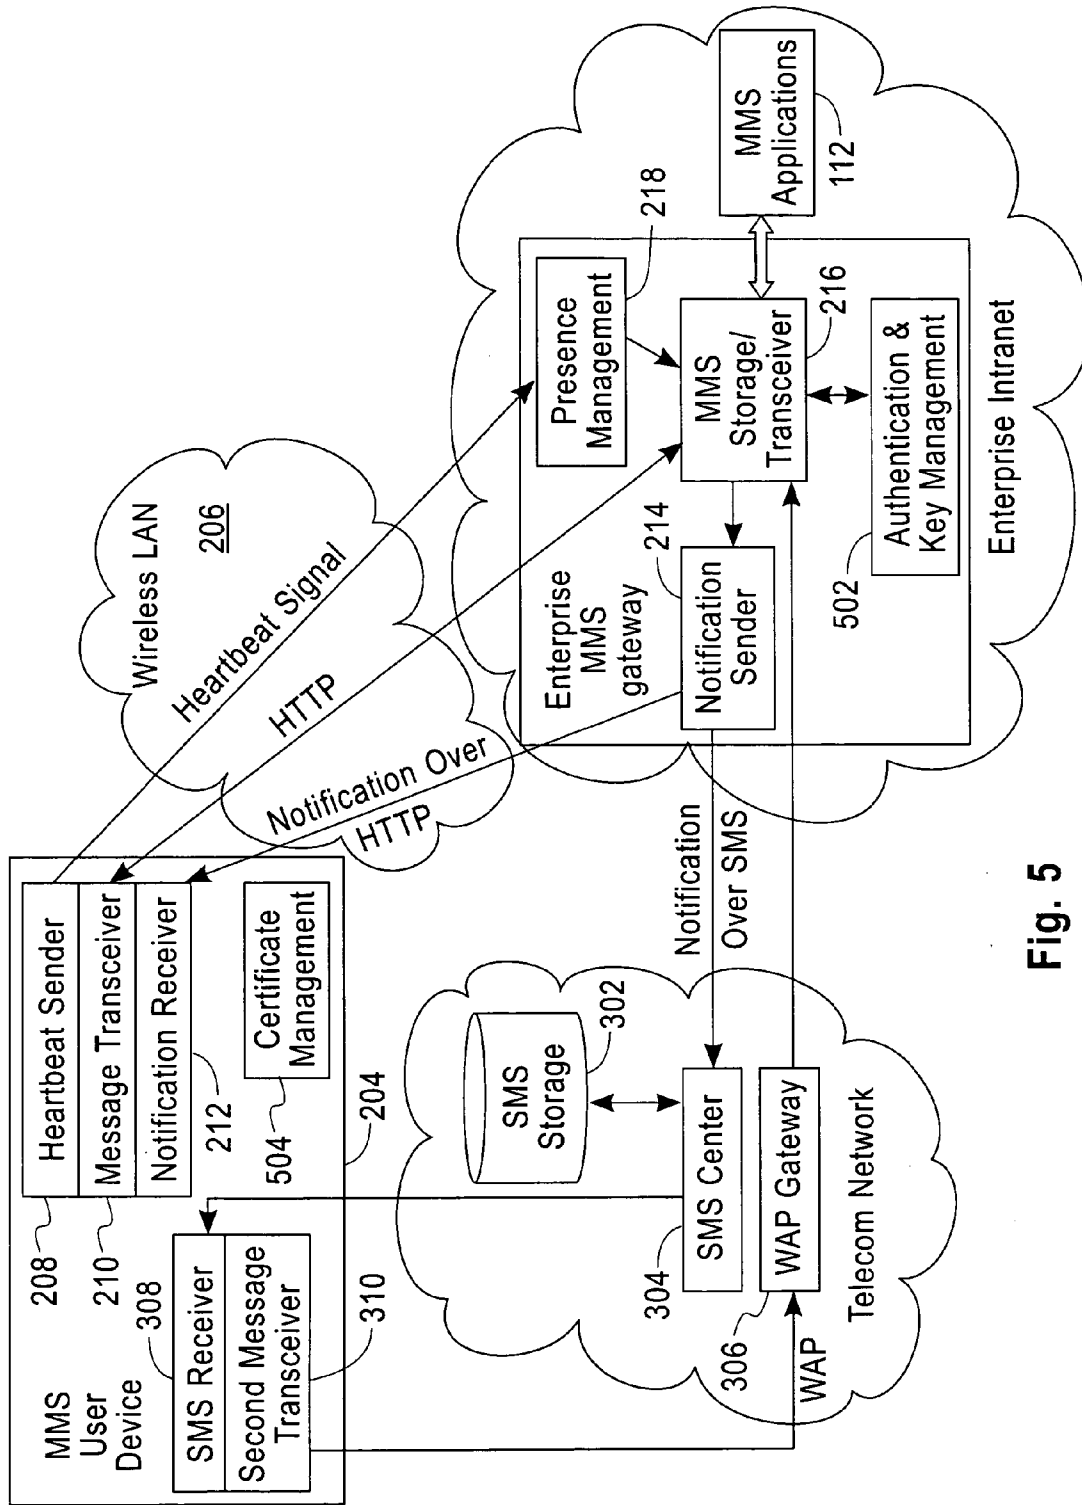 MMS
User
Device
208
Heartbeat Sender
210
Message Transceiver
Notification Receiver
212
308
SMS Receiver
Second Message
Transceiver
310
504
Certificate
Management
204
Wireless LAN
206
Heartbeat Signal
HTTP
Notification Over
HTTP
SMS
Storage
302
304
SMS Center
306
WAP Gateway
WAP
Telecom Network
Notification
Over SMS
Enterprise
MMS
gateway
214
Notification
Sender
Presence
Management
218
MMS
Storage/
Transceiver
216
502
Authentication &
Key Management
MMS
Applications
112
Enterprise Intranet
Fig. 5